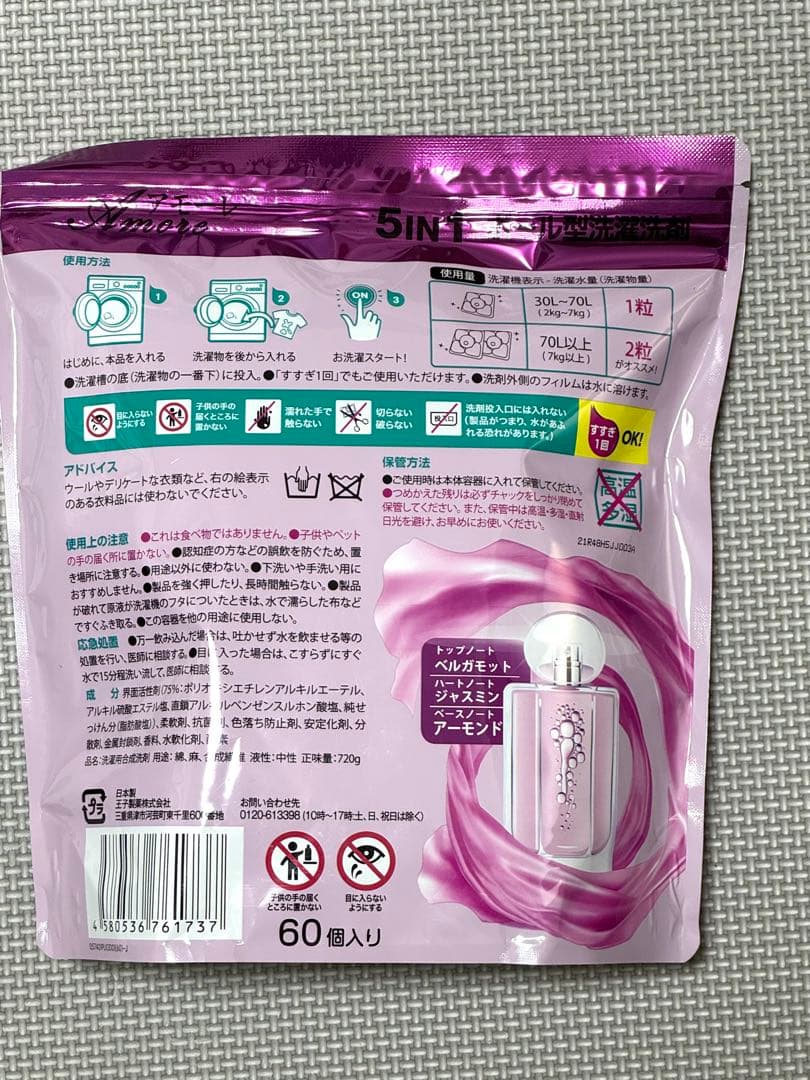 アモーレ
Amore
5IN1 ボール型洗濯洗剤
使用方法
1
2
ON
3
はじめに、本品を入れる
洗濯物を後から入れる
お洗濯スタート!
使用量 洗濯機表示-洗濯水量(洗濯物量)
30L~70L
(2kg~7kg)
1粒
70L以上
(7kg以上)
2粒
がオススメ!
●洗濯槽の底(洗濯物の一番下)に投入。●「すすぎ1回」でもご使用いただけます。●洗剤外側のフィルムは水に溶けます。
目に入らない
ようにする
子供の手の
届くところに
置かない
濡れた手で
触らない
切らない
破らない
投入口
洗剤投入口には入れない
(製品がつまり、水があふ
れる恐れがあります。)
すすぎ
1回
OK!
アドバイス
ウールやデリケートな衣類など、右の絵表示
のある衣料品には使わないでください。
保管方法
●ご使用時は本体容器に入れて保管してください。
●つめかえた残りは必ずチャックをしっかり閉めて
保管してください。また、保管中は高温・多湿・直射
日光を避け、お早めにお使いください。
高温
多湿
21R48H5JJ003A
使用上の注意 ●これは食べ物ではありません。●子供やペット
の手の届く所に置かない。●認知症の方などの誤飲を防ぐため、置
き場所に注意する。●用途以外に使わない。●下洗いや手洗い用に
おすすめしません。●製品を強く押したり、長時間触らない。●製品
が破れて原液が洗濯機のフタについたときは、水で濡らした布など
ですぐふき取る。●この容器を他の用途に使用しない。
応急処置 ●万一飲み込んだ場合は、吐かせず水を飲ませる等の
処置を行い、医師に相談する。●目に入った場合は、こすらずにすぐ
水で15分程洗い流して、医師に相談する。
成 分 界面活性剤(75%:ポリオキシエチレンアルキルエーテル、
アルキル硫酸エステル塩、直鎖アルキルベンゼンスルホン酸塩、純せ
っけん分(脂肪酸塩))、柔軟剤、抗菌剤、色落ち防止剤、安定化剤、分
散剤、金属封鎖剤、香料、水軟化剤、酵素
品名:洗濯用合成洗剤 用途:綿、麻、合成繊維 液性:中性 正味量:720g
トップノート
ベルガモット
ハートノート
ジャスミン
ベースノート
アーモンド
プラ
日本製
王子製薬株式会社
三重県津市河芸町東千里600番地
お問い合わせ先
0120-613398 (10時~17時:土、日、祝日は除く)
4 580536 761737
子供の手の届く
ところに置かない
目に入らない
ようにする
60個入り